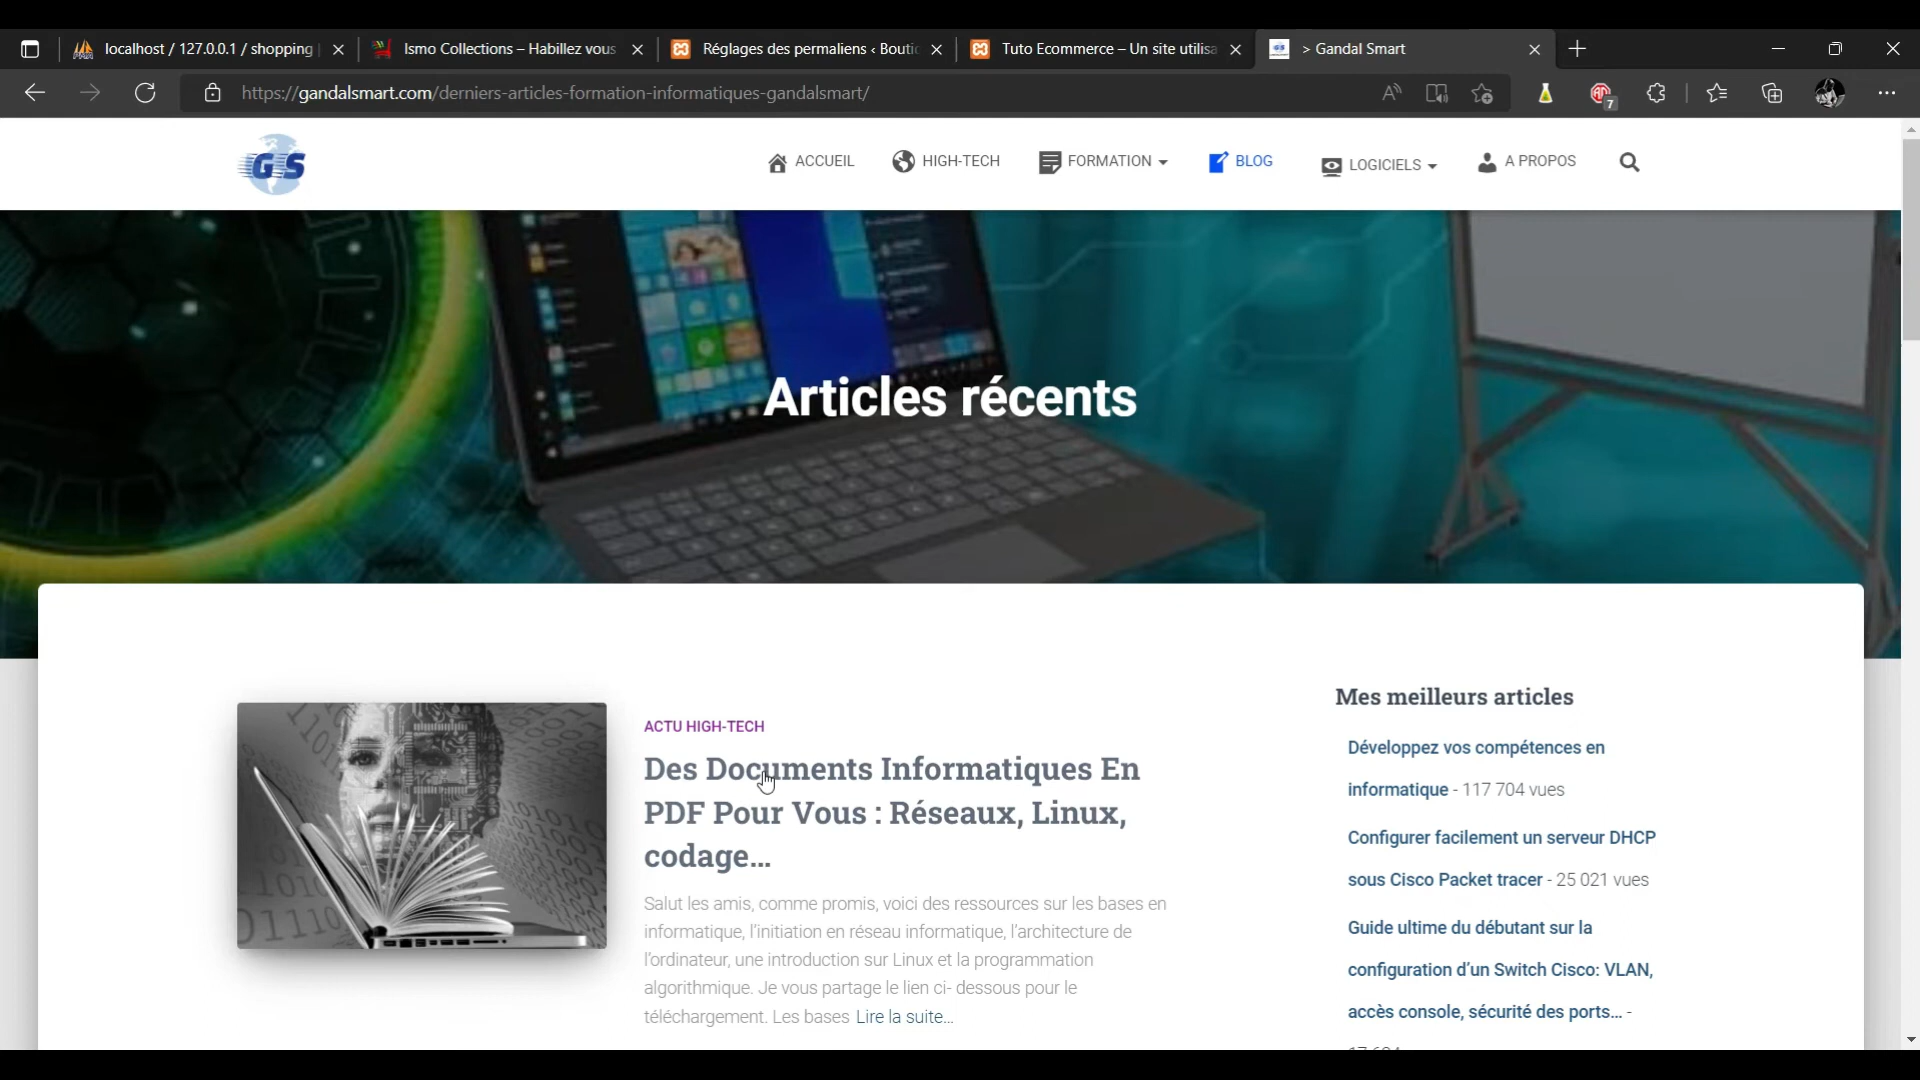 localhost / 127.0.0.1 / shopping
Ismo Collections – Habillez vous
Réglages des permaliens ‹ Boutic
Tuto Ecommerce – Un site utilisa
> Gandal Smart
https://gandalsmart.com/derniers-articles-formation-informatiques-gandalsmart/
7
GS
ACCUEIL
HIGH-TECH
FORMATION
BLOG
LOGICIELS
A PROPOS
Articles récents
ACTU HIGH-TECH
Des Documents Informatiques En
PDF Pour Vous : Réseaux, Linux,
codage...
Salut les amis, comme promis, voici des ressources sur les bases en
informatique, l'initiation en réseau informatique, l'architecture de
l'ordinateur, une introduction sur Linux et la programmation
algorithmique. Je vous partage le lien ci- dessous pour le
téléchargement. Les bases Lire la suite...
Mes meilleurs articles
Développez vos compétences en
informatique - 117 704 vues
Configurer facilement un serveur DHCP
sous Cisco Packet tracer - 25 021 vues
Guide ultime du débutant sur la
configuration d'un Switch Cisco: VLAN,
accès console, sécurité des ports... -